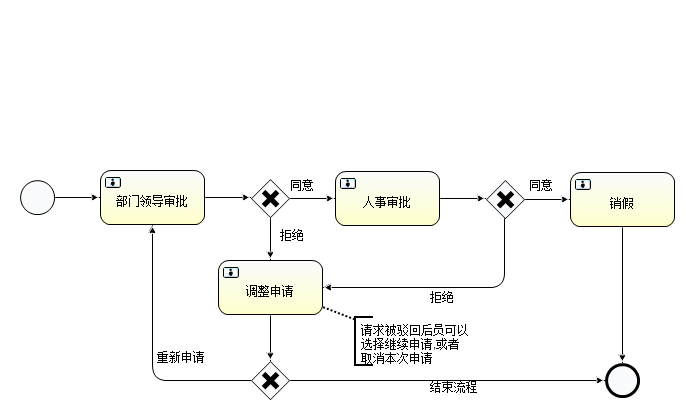 同意
同意
部门领导审批
人事审批
销假
拒绝
调整申请
拒绝
请求被驳回后员可以
选择继续申请,或者
取消本次申请
重新申请
结束流程